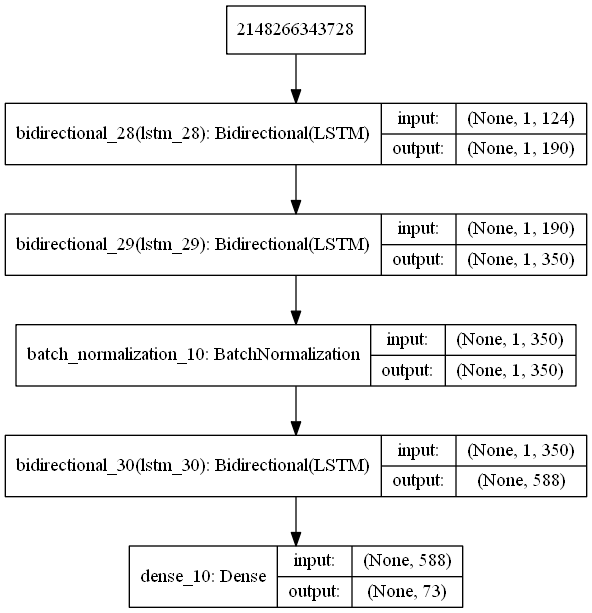 2148266343728
bidirectional_28(lstm_28): Bidirectional(LSTM)
input:
(None, 1, 124)
output:
(None, 1, 190)
bidirectional_29(lstm_29): Bidirectional(LSTM)
input:
(None, 1, 190)
output:
(None, 1, 350)
batch_normalization_10: BatchNormalization
input:
(None, 1, 350)
output:
(None, 1, 350)
bidirectional_30(lstm_30): Bidirectional(LSTM)
input:
(None, 1, 350)
output:
(None, 588)
dense_10: Dense
input:
(None, 588)
output:
(None, 73)